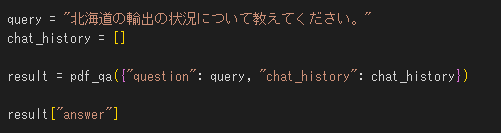 query = "北海道の輸出の状況について教えてください。"
chat_history = []
result = pdf_qa({"question": query, "chat_history": chat_history})
result["answer"]